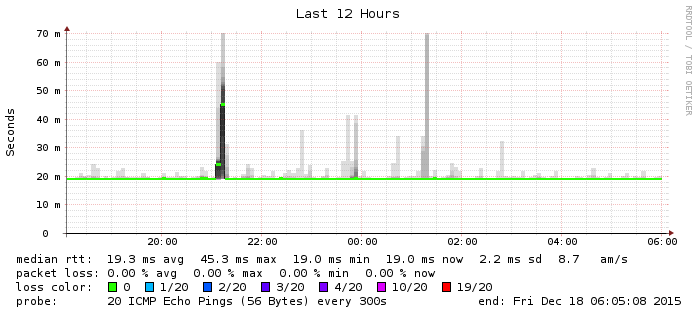 Last 12 Hours
RRDTOOL / TOBI OETIKER
Seconds
70 m
60 m
50 m
40 m
30 m
20 m
10 m
0
20:00 22:00 00:00 02:00 04:00 06:00
median rtt: 19.3 ms avg 45.3 ms max 19.0 ms min 19.0 ms now 2.2 ms sd 8.7 am/s
packet loss: 0.00 % avg 0.00 % max 0.00 % min 0.00 % now
loss color: 0 1/20 2/20 3/20 4/20 10/20 19/20
probe: 20 ICMP Echo Pings (56 Bytes) every 300s end: Fri Dec 18 06:05:08 2015